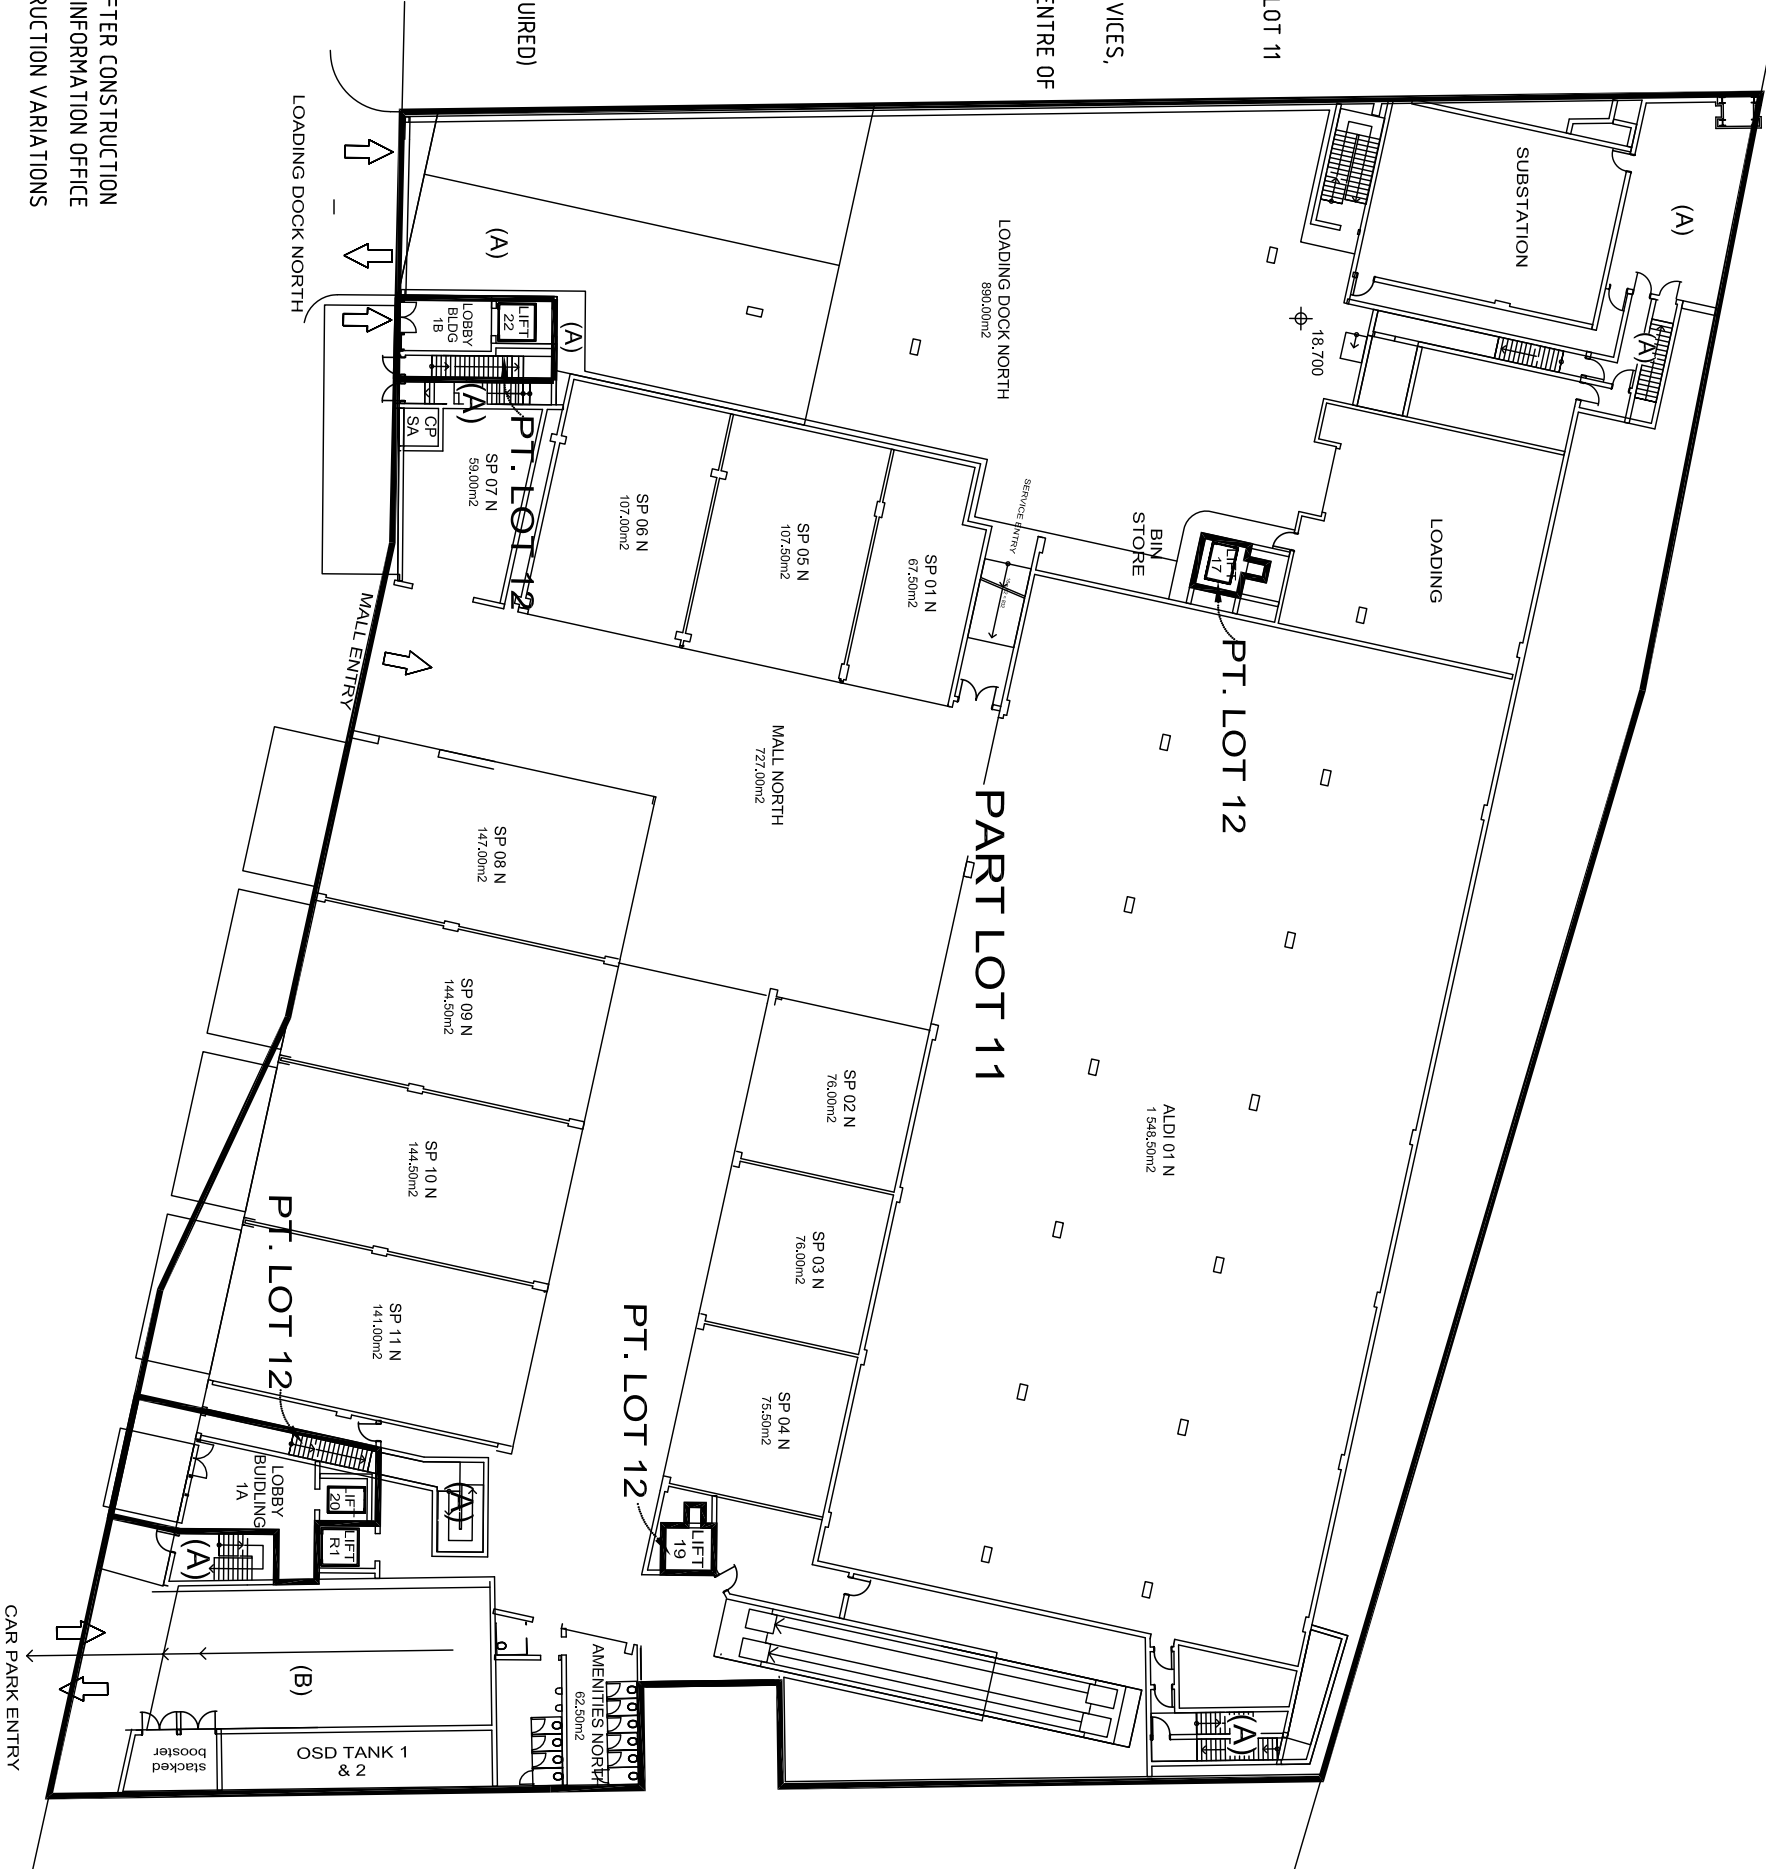 LOT 11
VICES,
ENTRE OF
UIRED)
FTER CONSTRUCTION
INFORMATION OFFICE
RUCTION VARIATIONS
LOADING DOCK NORTH
(A)
SUBSTATION
(A)
LOADING DOCK NORTH
890.00m2
18.700
(A)
LOBBY
BLDG
1B
LIFT
22
(A)
(A)
CP
SA
PT. LOT 12
SP 07 N
59.00m2
SP 06 N
107.00m2
SP 05 N
107.50m2
SP 01 N
67.50m2
SERVICE ENTRY
BIN
STORE
LIFT
17
LOADING
PT. LOT 12
MALL ENTRY
MALL NORTH
727.00m2
PART LOT 11
SP 08 N
147.00m2
SP 09 N
144.50m2
SP 10 N
144.50m2
SP 11 N
141.00m2
SP 02 N
76.00m2
SP 03 N
76.00m2
SP 04 N
75.50m2
ALDI 01 N
1 548.50m2
PT. LOT 12
PT. LOT 12
LOBBY
BUIDLING
1A
LIFT
20
LIFT
R1
(A)
(A)
LIFT
19
(A)
AMENITIES NORTH
62.50m2
(B)
OSD TANK 1
& 2
stacked
booster
CAR PARK ENTRY